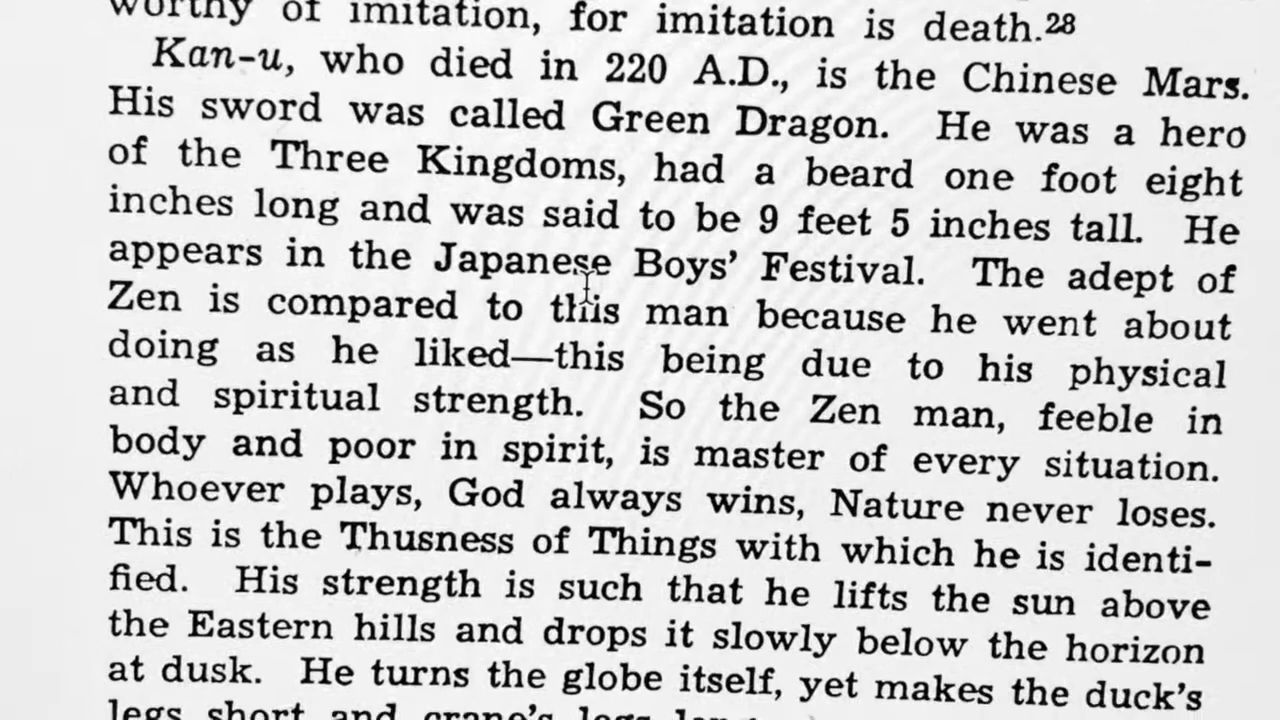 worthy of imitation, for imitation is death.28
Kan-u, who died in 220 A.D., is the Chinese Mars.
His sword was called Green Dragon. He was a hero
of the Three Kingdoms, had a beard one foot eight
inches long and was said to be 9 feet 5 inches tall. He
appears in the Japanese Boys' Festival. The adept of
Zen is compared to this man because he went about
doing as he liked—this being due to his physical
and spiritual strength. So the Zen man, feeble in
body and poor in spirit, is master of every situation.
Whoever plays, God always wins, Nature never loses.
This is the Thusness of Things with which he is identi-
fied. His strength is such that he lifts the sun above
the Eastern hills and drops it slowly below the horizon
at dusk. He turns the globe itself, yet makes the duck's
legs short and crane's legs long